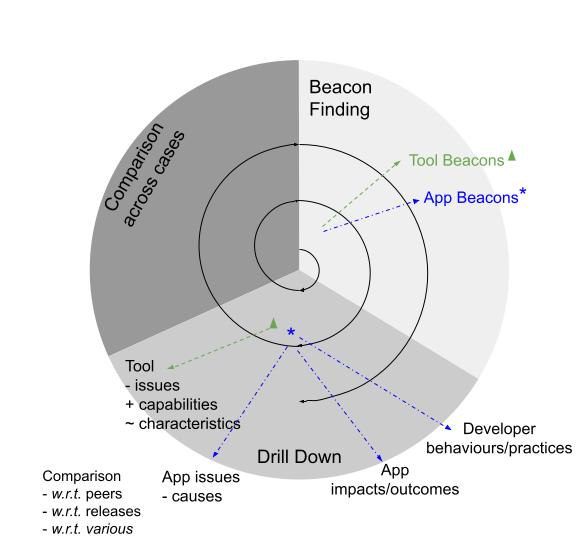 Beacon
Finding
Comparison
across cases
Tool Beacons▲
App Beacons*
▲
*
Tool
- issues
+ capabilities
~ characteristics
Developer
behaviours/practices
Drill Down
App
impacts/outcomes
App issues
- causes
Comparison
- w.r.t. peers
- w.r.t. releases
- w.r.t. various